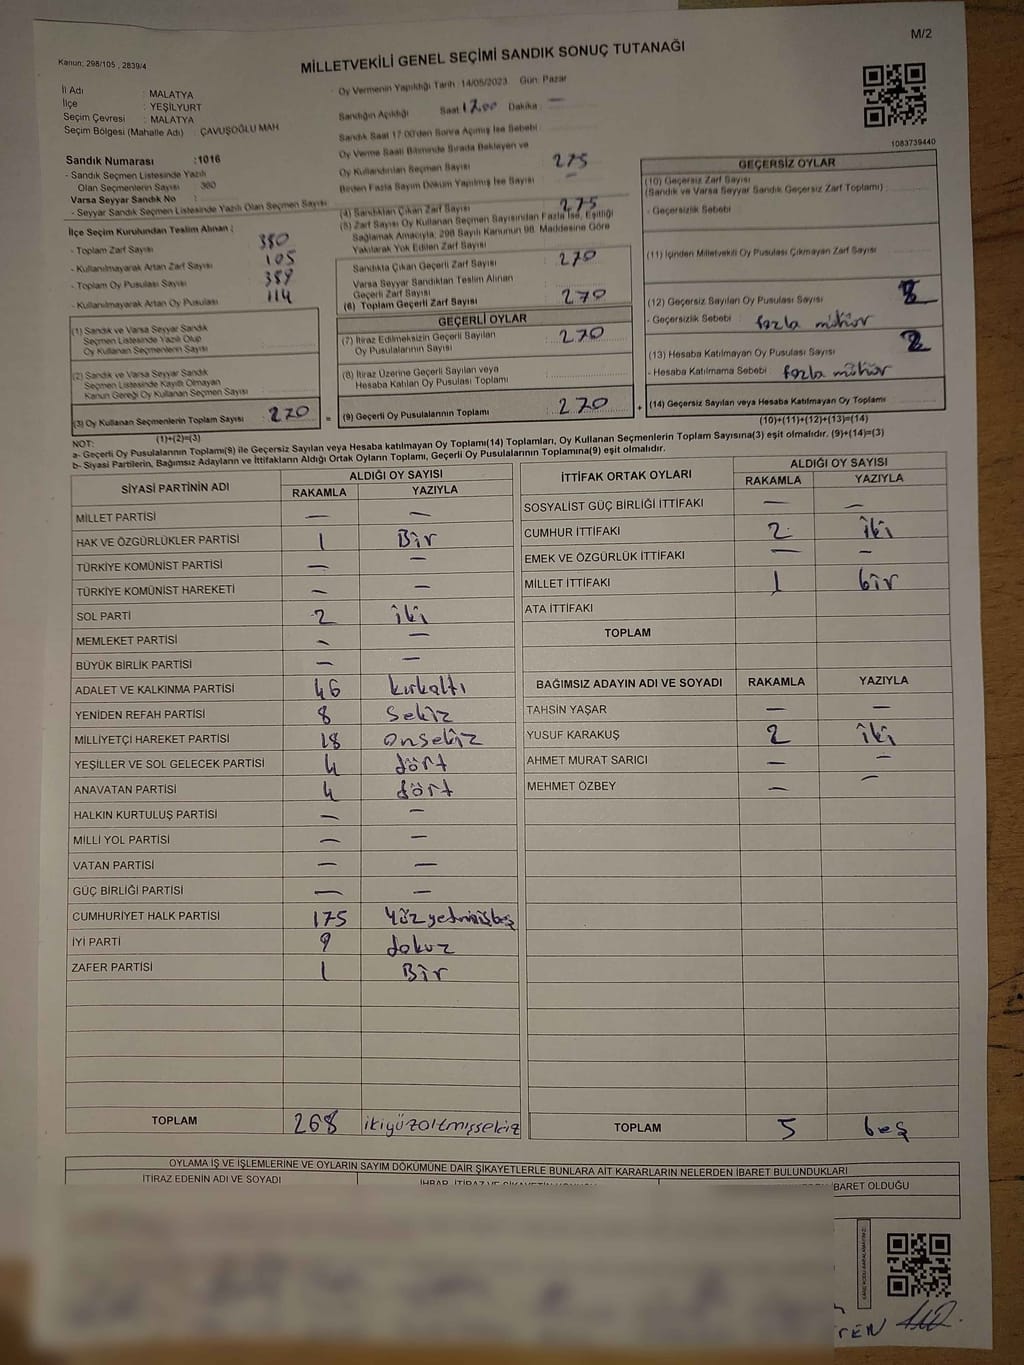 M/2
Kanun: 298/105 , 2839/4
MİLLETVEKİLİ GENEL SEÇİMİ SANDIK SONUÇ TUTANAĞI
İl Adı : MALATYA
İlçe : YEŞİLYURT
Seçim Çevresi : MALATYA
Seçim Bölgesi (Mahalle Adı) ÇAVUŞOĞLU MAH
Sandık Numarası :1016
- Sandık Seçmen Listesinde Yazılı
Olan Seçmenlerin Sayısı 360
Varsa Seyyar Sandık No :
- Seyyar Sandık Seçmen Listesinde Yazılı Olan Seçmen Sayısı
Oy Vermenin Yapıldığı Tarih : 14/05/2023 Gün: Pazar
Sandığın Açıldığı Saat 17.00 Dakika : —
Sandık Saat 17:00'den Sonra Açılmış İse Sebebi :
Oy Verme Saati Bitiminde Sırada Bekleyen ve
Oy Kullandırılan Seçmen Sayısı 275
Birden Fazla Sayım Döküm Yapılmış İse Sayısı : —
1083739440
İlçe Seçim Kurulundan Teslim Alınan :
- Toplam Zarf Sayısı 380
- Kullanılmayarak Artan Zarf Sayısı 105
- Toplam Oy Pusulası Sayısı 389
- Kullanılmayarak Artan Oy Pusulası 114
(1) Sandık ve Varsa Seyyar Sandık
Seçmen Listesinde Yazılı Olup
Oy Kullanan Seçmenlerin Sayısı
(2) Sandık ve Varsa Seyyar Sandık
Seçmen Listesinde Kayıtlı Olmayan
Kanun Gereği Oy Kullanan Seçmen Sayısı
(3) Oy Kullanan Seçmenlerin Toplam Sayısı 270
(1)+(2)=(3)
(4) Sandıktan Çıkan Zarf Sayısı 275
(5) Zarf Sayısı Oy Kullanan Seçmen Sayısından Fazla İse, Eşitliği
Sağlamak Amacıyla, 298 Sayılı Kanunun 98. Maddesine Göre
Yakılarak Yok Edilen Zarf Sayısı
Sandıkta Çıkan Geçerli Zarf Sayısı 270
Varsa Seyyar Sandıktan Teslim Alınan
Geçerli Zarf Sayısı
(6) Toplam Geçerli Zarf Sayısı 270
GEÇERLİ OYLAR
(7) İtiraz Edilmeksizin Geçerli Sayılan
Oy Pusulalarının Sayısı 270
(8) İtiraz Üzerine Geçerli Sayılan veya
Hesaba Katılan Oy Pusulası Toplamı
= (9) Geçerli Oy Pusulalarının Toplamı 270 +
GEÇERSİZ OYLAR
(10) Geçersiz Zarf Sayısı
(Sandık ve Varsa Seyyar Sandık Geçersiz Zarf Toplamı)
- Geçersizlik Sebebi :
(11) İçinden Milletvekili Oy Pusulası Çıkmayan Zarf Sayısı
(12) Geçersiz Sayılan Oy Pusulası Sayısı
- Geçersizlik Sebebi : fazla mühür
(13) Hesaba Katılmayan Oy Pusulası Sayısı 2
- Hesaba Katılmama Sebebi : fazla mühür
(14) Geçersiz Sayılan veya Hesaba Katılmayan Oy Toplamı
(10)+(11)+(12)+(13)=(14)
NOT:
a- Geçerli Oy Pusulalarının Toplamı(9) ile Geçersiz Sayılan veya Hesaba katılmayan Oy Toplamı(14) Toplamları, Oy Kullanan Seçmenlerin Toplam Sayısına(3) eşit olmalıdır. (9)+(14)=(3)
b- Siyasi Partilerin, Bağımsız Adayların ve İttifakların Aldığı Ortak Oyların Toplamı, Geçerli Oy Pusulalarının Toplamına(9) eşit olmalıdır.
SİYASİ PARTİNİN ADI ALDIĞI OY SAYISI
RAKAMLA YAZIYLA
MİLLET PARTİSİ — —
HAK VE ÖZGÜRLÜKLER PARTİSİ 1 Bir
TÜRKİYE KOMÜNİST PARTİSİ — —
TÜRKİYE KOMÜNİST HAREKETİ — —
SOL PARTİ 2 iki
MEMLEKET PARTİSİ — —
BÜYÜK BİRLİK PARTİSİ — —
ADALET VE KALKINMA PARTİSİ 46 kırkaltı
YENİDEN REFAH PARTİSİ 8 Sekiz
MİLLİYETÇİ HAREKET PARTİSİ 18 onsekiz
YEŞİLLER VE SOL GELECEK PARTİSİ 4 dört
ANAVATAN PARTİSİ 4 dört
HALKIN KURTULUŞ PARTİSİ — —
MİLLİ YOL PARTİSİ — —
VATAN PARTİSİ — —
GÜÇ BİRLİĞİ PARTİSİ — —
CUMHURİYET HALK PARTİSİ 175 Yüzyetmişbeş
İYİ PARTİ 9 dokuz
ZAFER PARTİSİ 1 Bir
TOPLAM 268 ikiyüzaltmışsekiz
İTTİFAK ORTAK OYLARI ALDIĞI OY SAYISI
RAKAMLA YAZIYLA
SOSYALİST GÜÇ BİRLİĞİ İTTİFAKI — —
CUMHUR İTTİFAKI 2 iki
EMEK VE ÖZGÜRLÜK İTTİFAKI — —
MİLLET İTTİFAKI 1 bir
ATA İTTİFAKI
TOPLAM
BAĞIMSIZ ADAYIN ADI VE SOYADI RAKAMLA YAZIYLA
TAHSİN YAŞAR — —
YUSUF KARAKUŞ 2 iki
AHMET MURAT SARICI — —
MEHMET ÖZBEY — —
TOPLAM 5 beş
OYLAMA İŞ VE İŞLEMLERİNE VE OYLARIN SAYIM DÖKÜMÜNE DAİR ŞİKAYETLERLE BUNLARA AİT KARARLARIN NELERDEN İBARET BULUNDUKLARI
İTİRAZ EDENİN ADI VE SOYADI
İBARET OLDUĞU